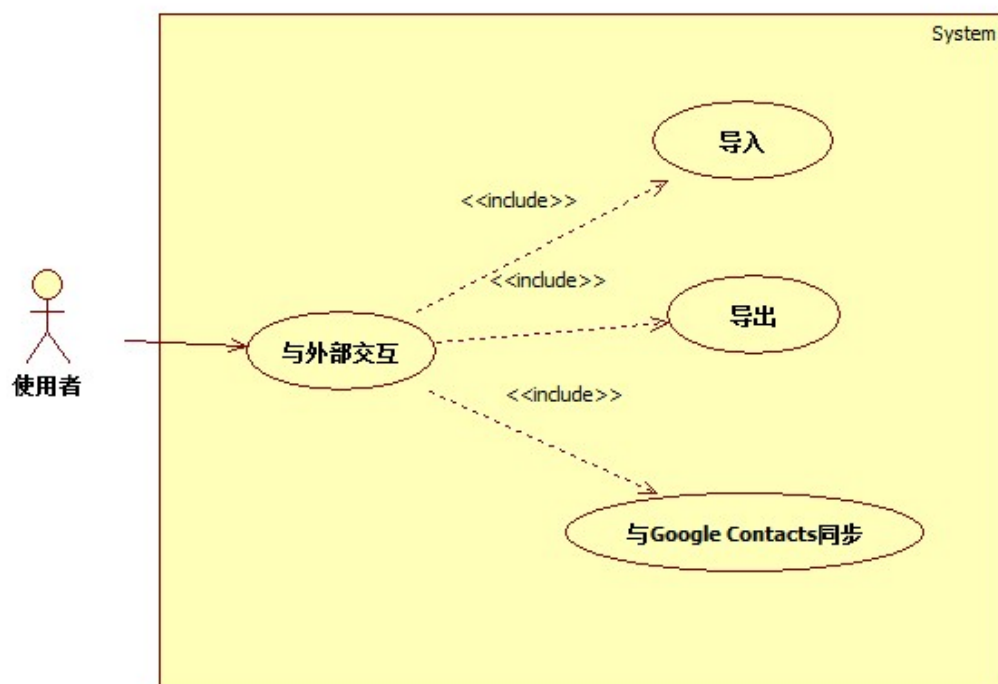 System
导入
<<include>>
<<include>>
导出
与外部交互
使用者
<<include>>
与Google Contacts同步